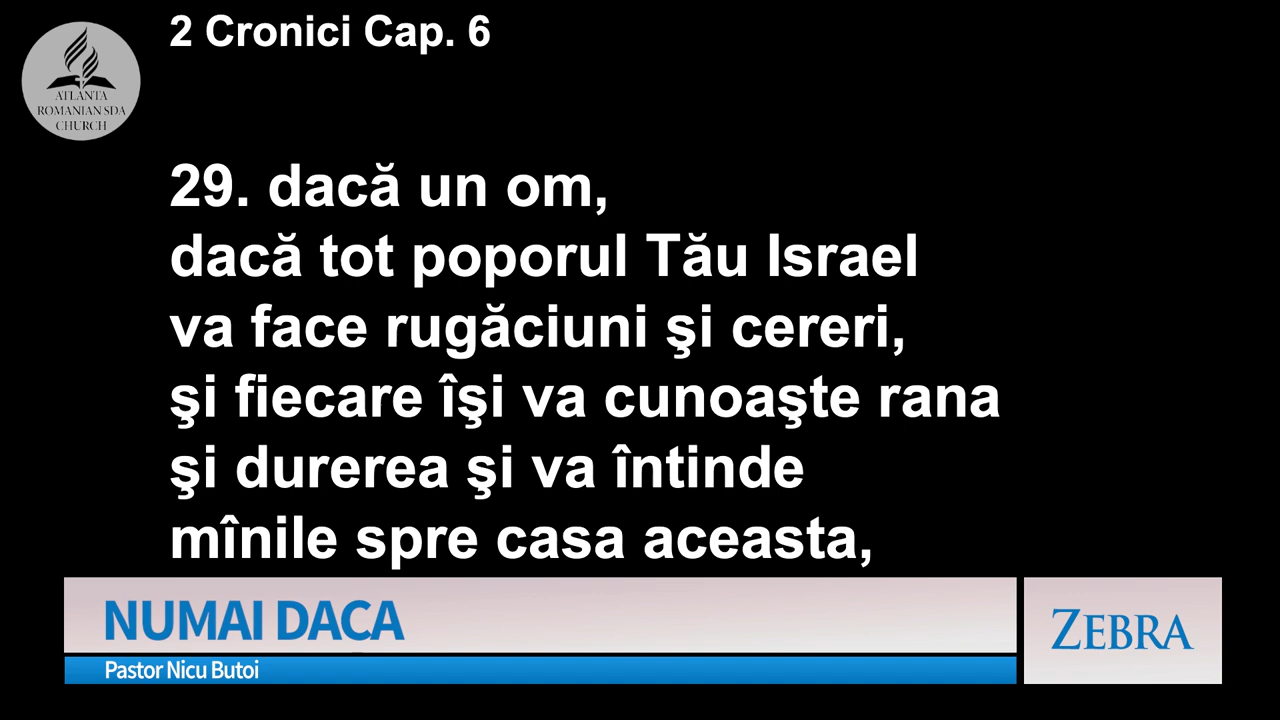 2 Cronici Cap. 6
ATLANTA
ROMANIAN SDA
CHURCH
29. dacă un om,
dacă tot poporul Tău Israel
va face rugăciuni şi cereri,
şi fiecare îşi va cunoaşte rana
şi durerea şi va întinde
mînile spre casa aceasta,
NUMAI DACA
Pastor Nicu Butoi
ZEBRA